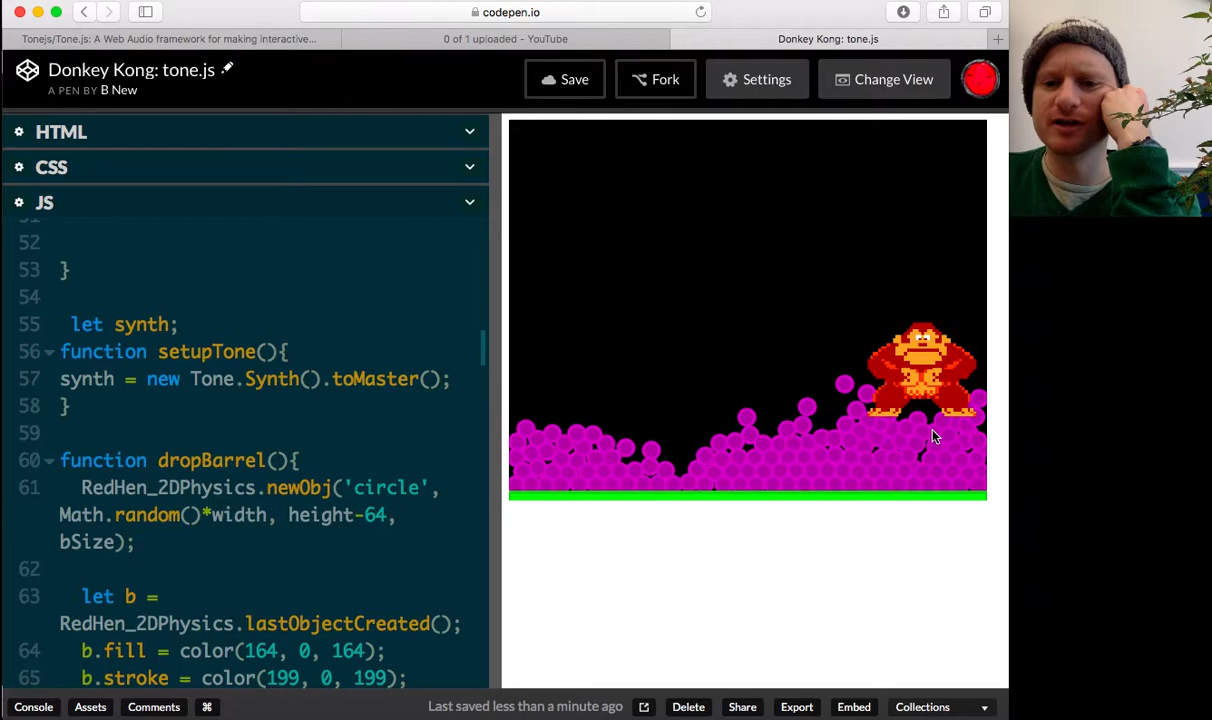 codepen.io
Tonejs/Tone.js: A Web Audio framework for making interactive...
0 of 1 uploaded - YouTube
Donkey Kong: tone.js
Donkey Kong: tone.js
A PEN BY B New
Save
Fork
Settings
Change View
HTML
CSS
JS
52
53 }
54
55 let synth;
56 function setupTone(){
57 synth = new Tone.Synth().toMaster();
58 }
59
60 function dropBarrel(){
61 RedHen_2DPhysics.newObj('circle',
Math.random()*width, height-64,
bSize);
62
63 let b =
RedHen_2DPhysics.lastObjectCreated();
64 b.fill = color(164, 0, 164);
65 b.stroke = color(199, 0, 199);
Console
Assets
Comments
⌘
Last saved less than a minute ago
Delete
Share
Export
Embed
Collections